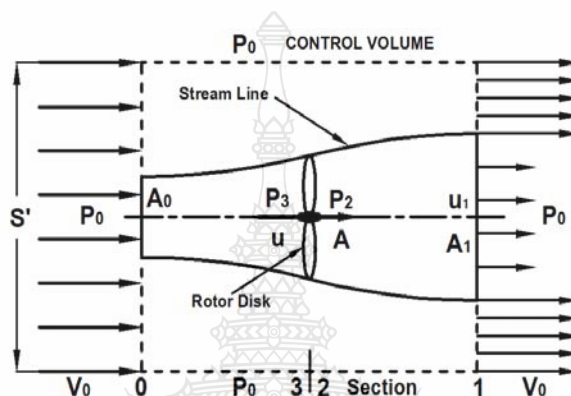 P0 CONTROL VOLUME
Stream Line
A0
P3 P2 u1
S' P0 P0
u A A1
Rotor Disk
V0 0 P0 3 2 Section 1 V0